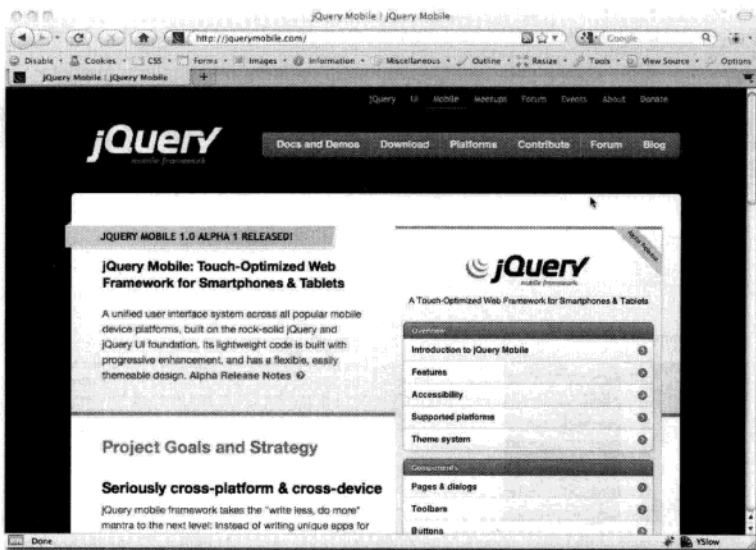 jQuery Mobile | jQuery Mobile
http://jquerymobile.com/
Google
Disable Cookies CSS Forms Images Information Miscellaneous Outline Resize Tools View Source Options
jQuery Mobile | jQuery Mobile +
jQuery UI Mobile Meetups Forum Events About Donate
jQuery
mobile framework
Docs and Demos Download Platforms Contribute Forum Blog
JQUERY MOBILE 1.0 ALPHA 1 RELEASED!
jQuery Mobile: Touch-Optimized Web
Framework for Smartphones & Tablets
A unified user interface system across all popular mobile
device platforms, built on the rock-solid jQuery and
jQuery UI foundation. Its lightweight code is built with
progressive enhancement, and has a flexible, easily
themeable design. Alpha Release Notes
Project Goals and Strategy
Seriously cross-platform & cross-device
jQuery mobile framework takes the "write less, do more"
mantra to the next level: Instead of writing unique apps for
Alpha Release
jQuery
mobile framework
A Touch-Optimized Web Framework for Smartphones & Tablets
Overview
Introduction to jQuery Mobile
Features
Accessibility
Supported platforms
Theme system
Components
Pages & dialogs
Toolbars
Buttons
Done
YSlow